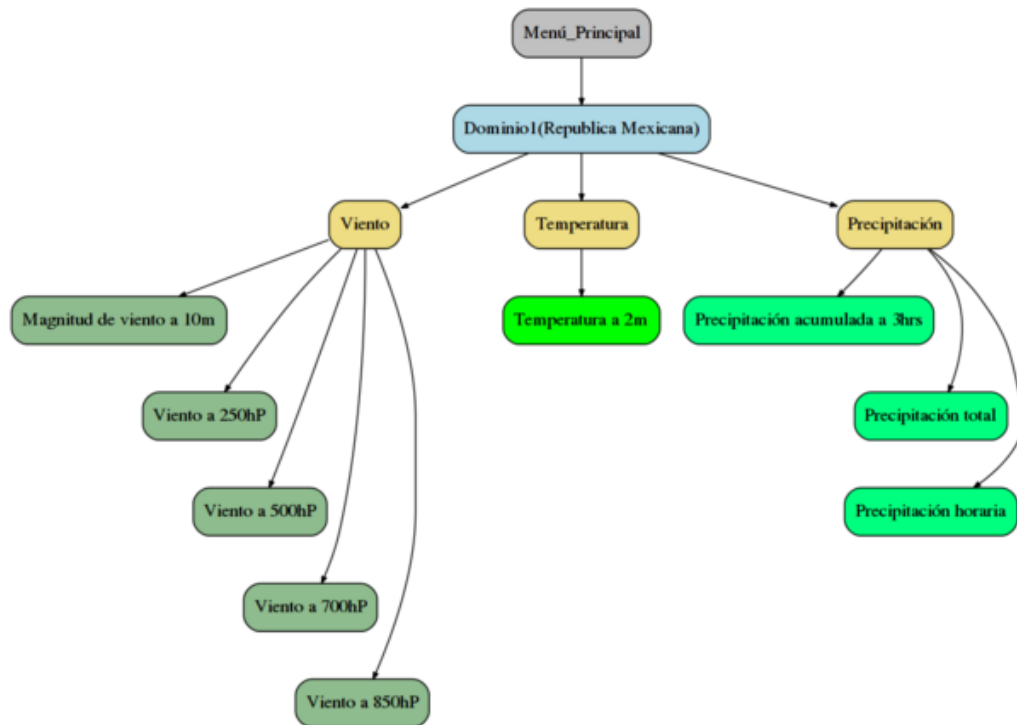 Menú_Principal
Dominio1(Republica Mexicana)
Viento
Temperatura
Precipitación
Magnitud de viento a 10m
Temperatura a 2m
Precipitación acumulada a 3hrs
Viento a 250hP
Precipitación total
Viento a 500hP
Precipitación horaria
Viento a 700hP
Viento a 850hP